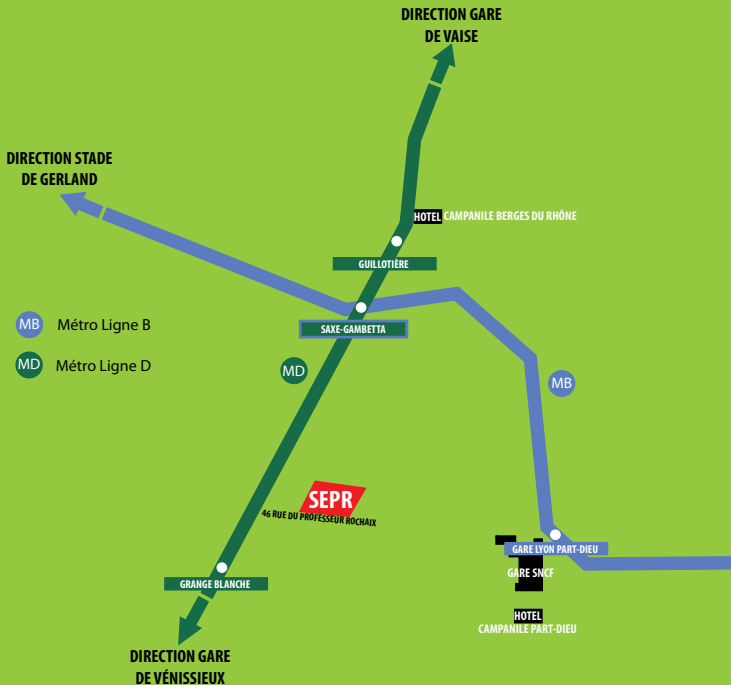 DIRECTION GARE
DE VAISE
DIRECTION STADE
DE GERLAND
HOTEL CAMPANILE BERGES DU RHÔNE
GUILLOTIÈRE
SAXE-GAMBETTA
MB Métro Ligne B
MD Métro Ligne D
MD
MB
SEPR
46 RUE DU PROFESSEUR ROCHAIX
GARE LYON PART-DIEU
GARE SNCF
GRANGE BLANCHE
HOTEL
CAMPANILE PART-DIEU
DIRECTION GARE
DE VÉNISSIEUX